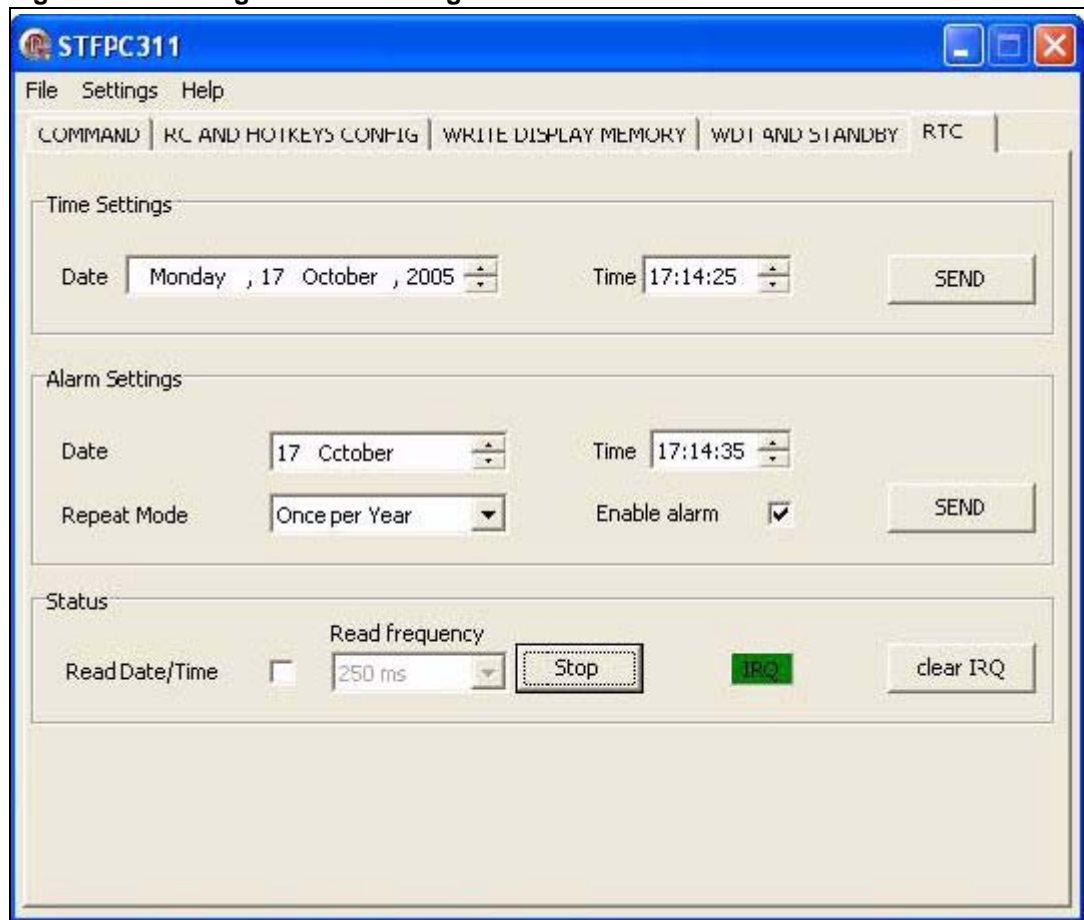 STFPC311
File Settings Help
COMMAND RC AND HOTKEYS CONFIG WRITE DISPLAY MEMORY WDT AND STANDBY RTC
Time Settings
Date Monday , 17 October , 2005 Time 17:14:25 SEND
Alarm Settings
Date 17 Cctober Time 17:14:35
Repeat Mode Once per Year Enable alarm SEND
Status
Read frequency
Read Date/Time 250 ms Stop IRQ clear IRQ